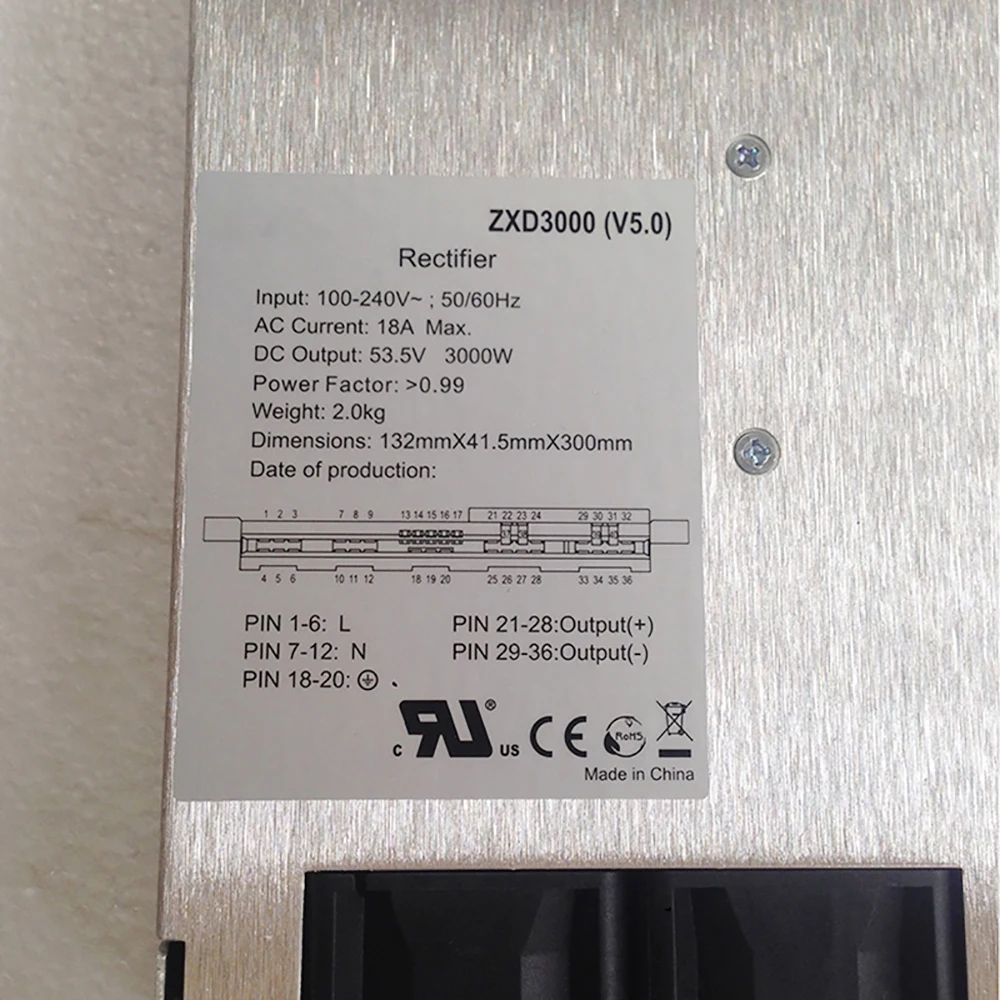 ZXD3000 (V5.0)
Rectifier
Input: 100-240V~ ; 50/60Hz
AC Current: 18A Max.
DC Output: 53.5V 3000W
Power Factor: >0.99
Weight: 2.0kg
Dimensions: 132mmX41.5mmX300mm
Date of production:
1 2 3 7 8 9 13 14 15 16 17 21 22 23 24 29 30 31 32
4 5 6 10 11 12 18 19 20 25 26 27 28 33 34 35 36
PIN 1-6: L PIN 21-28:Output(+)
PIN 7-12: N PIN 29-36:Output(-)
PIN 18-20:
c RU ® US CE RoHS
Made in China